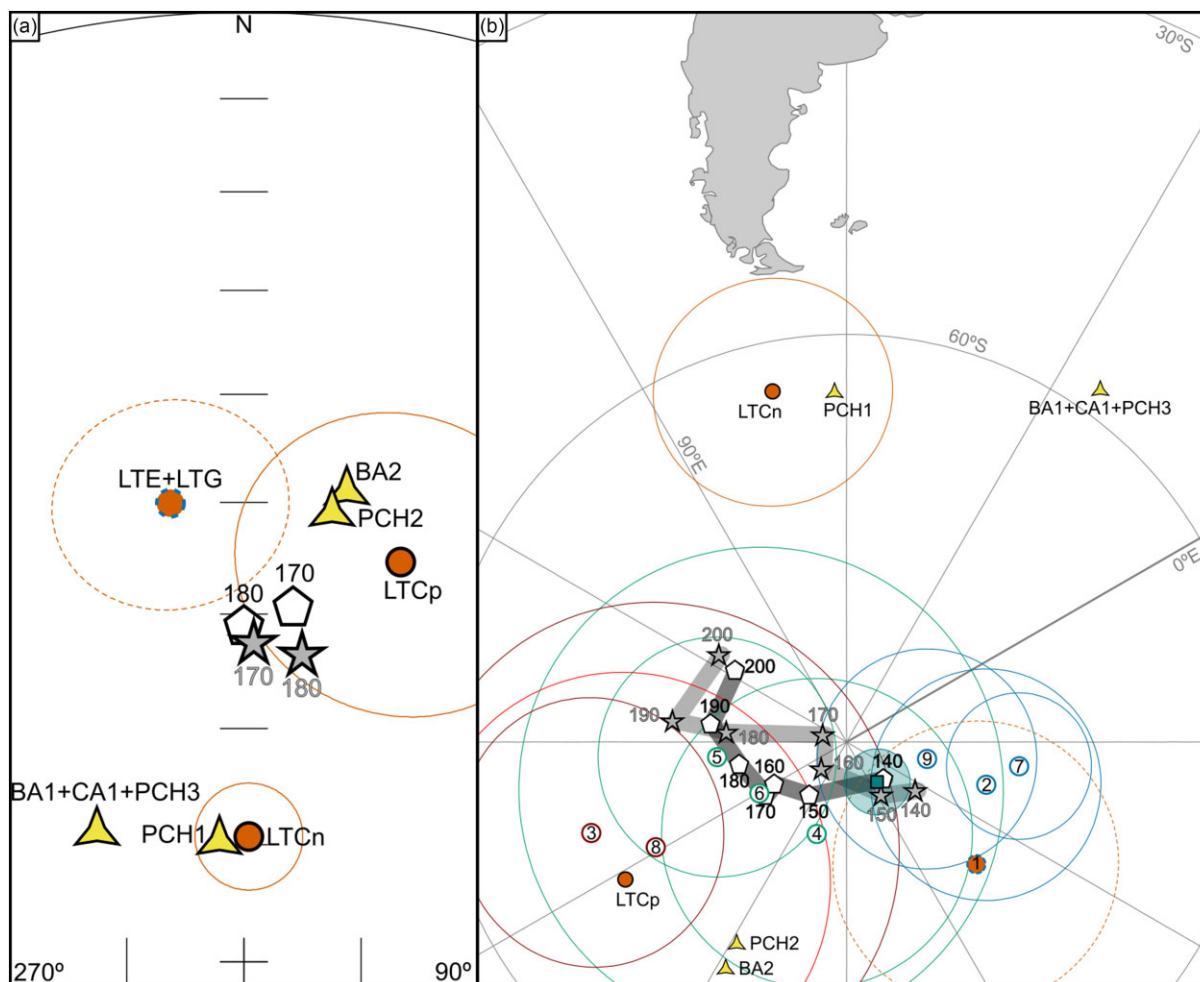 (a)
N
LTE+LTG
BA2
PCH2
LTCp
180
170
170
180
BA1+CA1+PCH3
PCH1
LTCn
270º
90º
(b)
30ºS
60ºS
LTCn
PCH1
BA1+CA1+PCH3
90ºE
0ºE
200
200
190
190
180
170
5
180
160
160
140
9
7
6
170
150
150
140
2
3
8
4
1
LTCp
PCH2
BA2